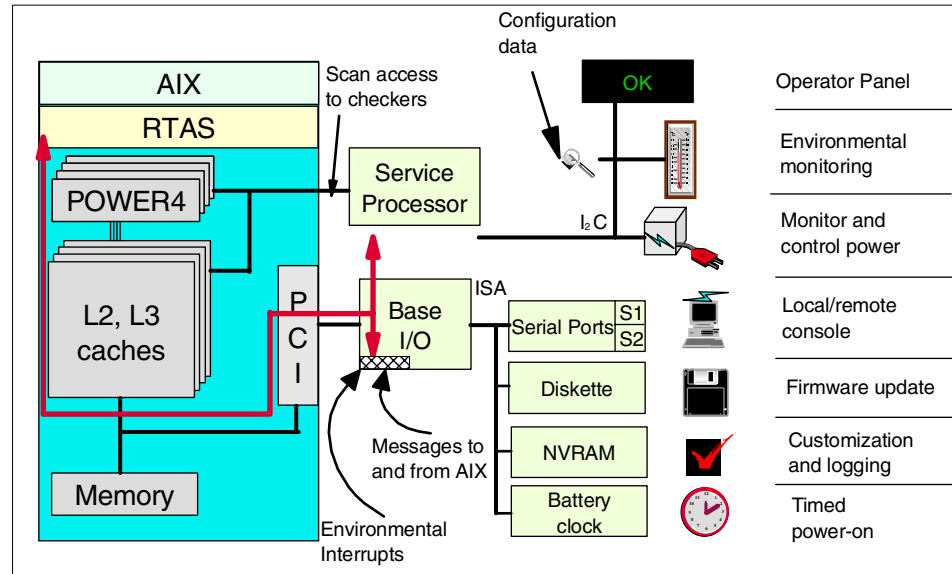 Configuration
data
AIX
Scan access
to checkers
OK
Operator Panel
RTAS
Environmental
monitoring
POWER4
Service
Processor
I₂C
Monitor and
control power
L2, L3
caches
P
C
I
Base
I/O
ISA
Serial Ports
S1
S2
Local/remote
console
Diskette
Firmware update
Messages to
and from AIX
NVRAM
Customization
and logging
Memory
Environmental
Interrupts
Battery
clock
Timed
power-on